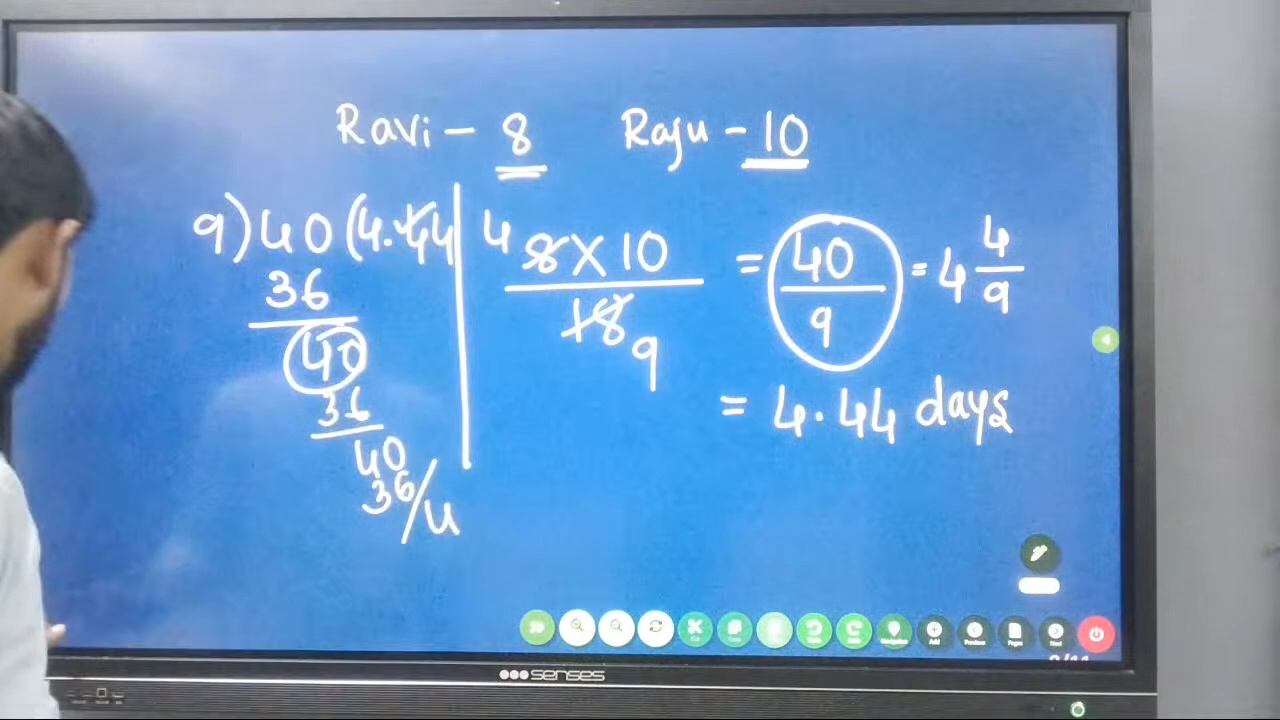 Ravi - 8 Raju - 10
9)40(4.44
36
40
36
40
36/4
4 8 X 10
18 9
= 40/9 = 4 4/9
= 4.44 days
senses